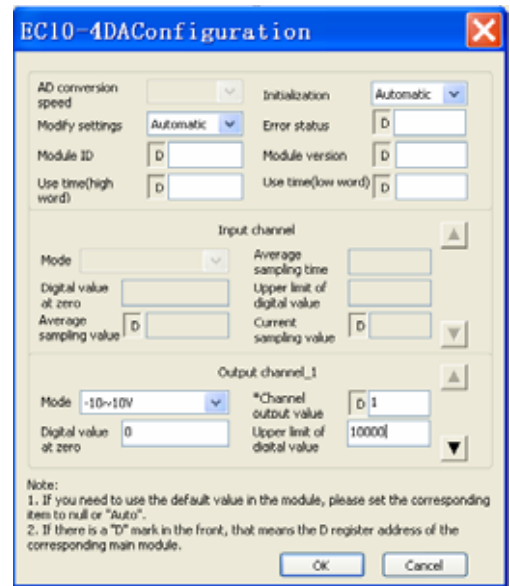 EC10-4DAConfiguration
AD conversion
speed
Initialization
Automatic
Modify settings
Automatic
Error status
D
Module ID
D
Module version
D
Use time(high
word)
D
Use time(low word)
D
Input channel
Mode
Average
sampling time
Digital value
at zero
Upper limit of
digital value
Average
sampling value
D
Current
sampling value
D
Output channel_1
Mode
-10~10V
*Channel
output value
D
1
Digital value
at zero
0
Upper limit of
digital value
10000
Note:
1. If you need to use the default value in the module, please set the corresponding
item to null or "Auto".
2. If there is a "D" mark in the front, that means the D register address of the
corresponding main module.
OK
Cancel